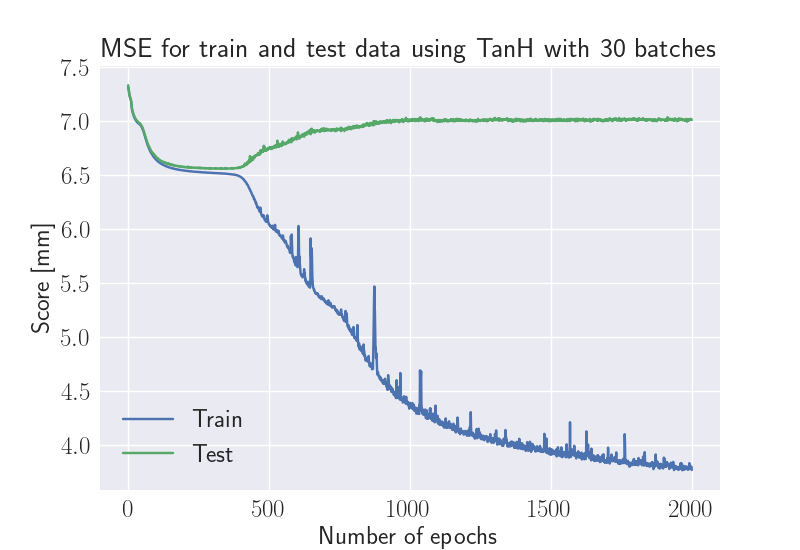 MSE for train and test data using TanH with 30 batches
7.5
7.0
6.5
6.0
5.5
5.0
4.5
4.0
Score [mm]
Train
Test
0 500 1000 1500 2000
Number of epochs